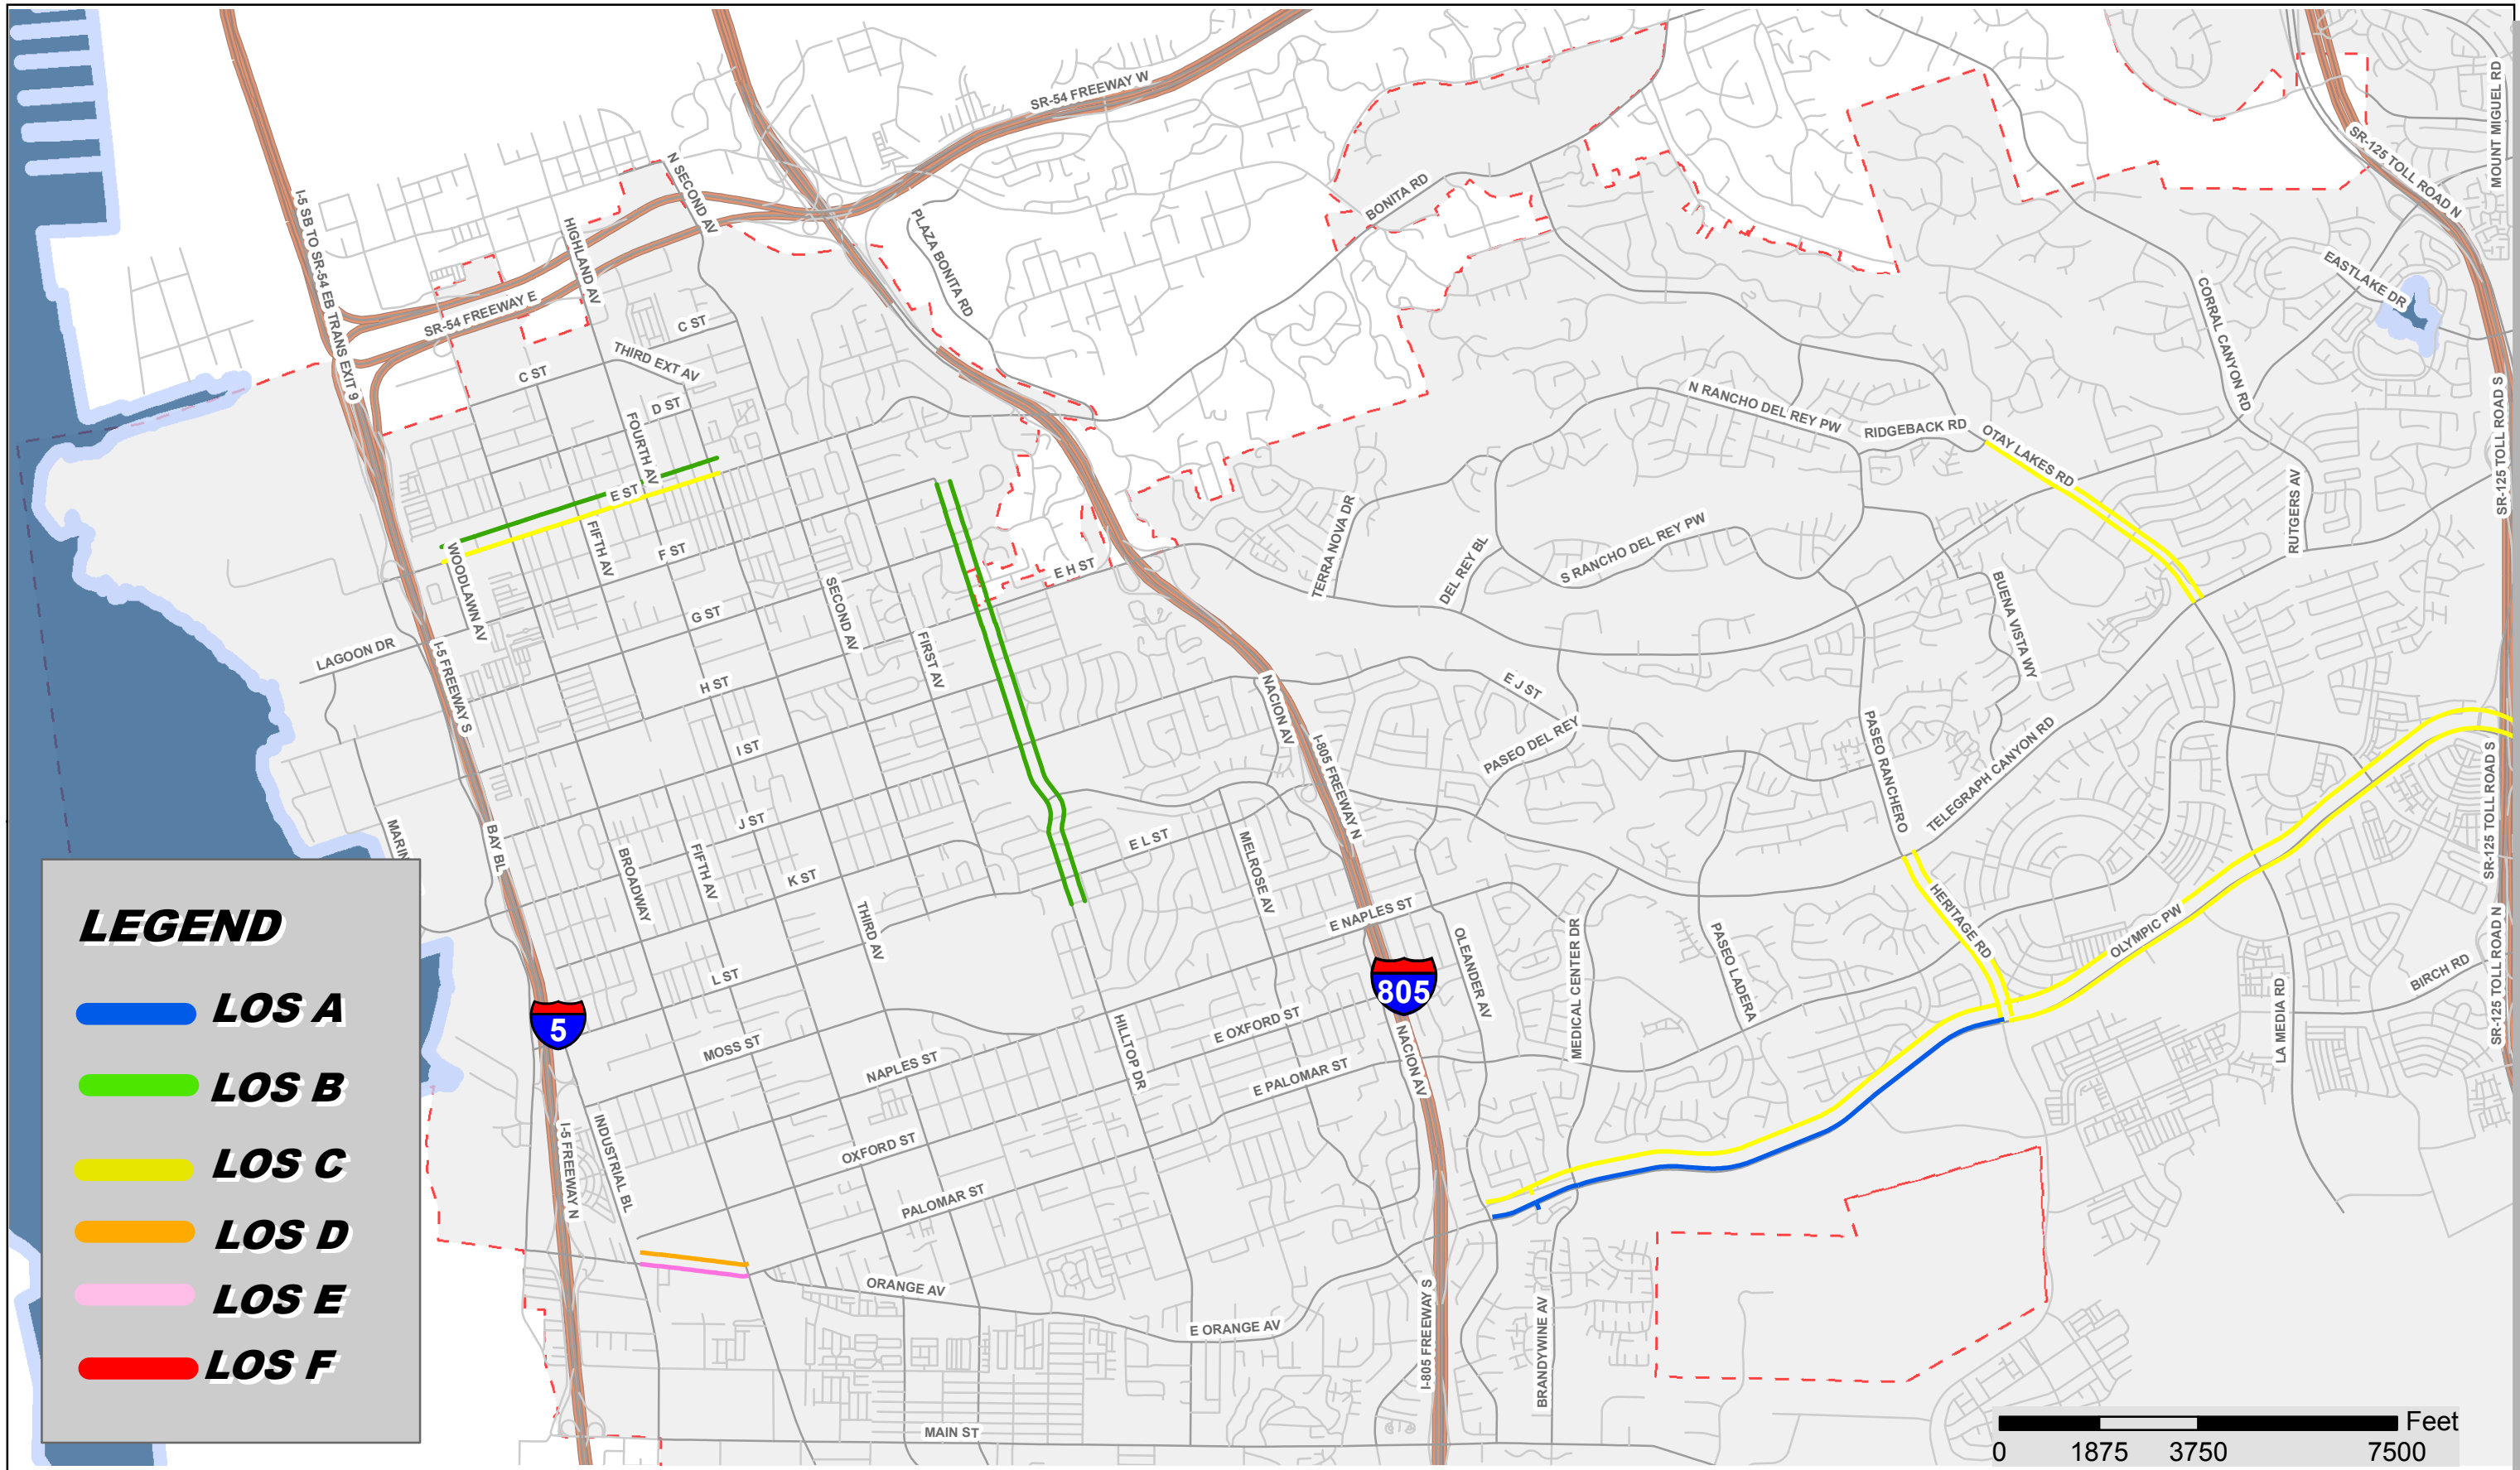 SR-54 FREEWAY W
MOUNT MIGUEL RD
SR-125 TOLL ROAD N
N SECOND AV
BONITA RD
I-5 SB TO SR-54 EB TRANS EXIT 9
HIGHLAND AV
PLAZA BONITA RD
EASTLAKE DR
SR-54 FREEWAY E
CORRAL CANYON RD
C ST
THIRD EXT AV
C ST
D ST
FOURTH AV
N RANCHO DEL REY PW
RIDGEBACK RD
OTAY LAKES RD
SR-125 TOLL ROAD S
E ST
RUTGERS AV
FIFTH AV
F ST
TERRA NOVA DR
S RANCHO DEL REY PW
DEL REY BL
E H ST
WOODLAWN AV
SECOND AV
BUENA VISTA WY
G ST
FIRST AV
LAGOON DR
I-5 FREEWAY S
H ST
E J ST
NACION AV
PASEO DEL REY
I ST
I-805 FREEWAY N
PASEO RANCHERO
TELEGRAPH CANYON RD
SR-125 TOLL ROAD S
J ST
BAY BL
MARIN
E L ST
MELROSE AV
BROADWAY
FIFTH AV
K ST
THIRD AV
E NAPLES ST
HERITAGE RD
OLYMPIC PW
OLEANDER AV
MEDICAL CENTER DR
PASEO LADERA
SR-125 TOLL ROAD N
BIRCH RD
L ST
805
LA MEDIA RD
5
MOSS ST
NAPLES ST
HILLTOP DR
E OXFORD ST
NACION AV
E PALOMAR ST
INDUSTRIAL BL
I-5 FREEWAY N
OXFORD ST
PALOMAR ST
ORANGE AV
E ORANGE AV
I-805 FREEWAY S
BRANDYWINE AV
MAIN ST
LEGEND
LOS A
LOS B
LOS C
LOS D
LOS E
LOS F
Feet
0 1875 3750 7500